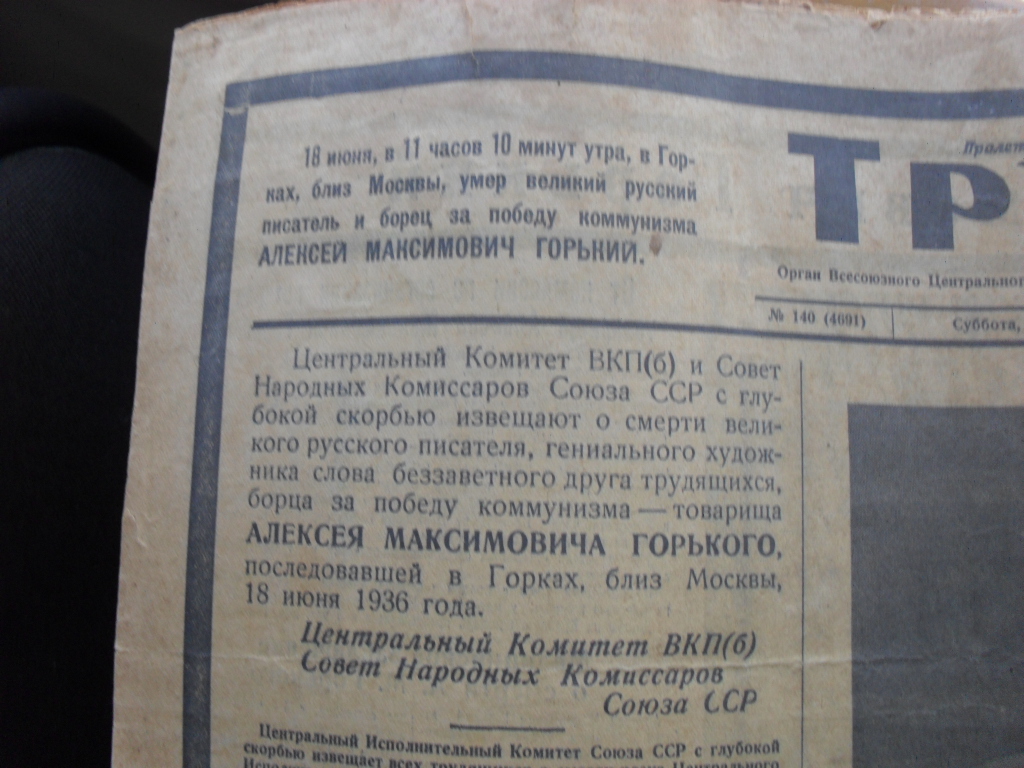 18 июня, в 11 часов 10 минут утра, в Гор-
ках, близ Москвы, умер великий русский
писатель и борец за победу коммунизма
АЛЕКСЕЙ МАКСИМОВИЧ ГОРЬКИЙ.
Пролет
Тр
Орган Всесоюзного Центрального
№ 140 (4691)
Суббота,
Центральный Комитет ВКП(б) и Совет
Народных Комиссаров Союза ССР с глу-
бокой скорбью извещают о смерти вели-
кого русского писателя, гениального худож-
ника слова беззаветного друга трудящихся,
борца за победу коммунизма — товарища
АЛЕКСЕЯ МАКСИМОВИЧА ГОРЬКОГО,
последовавшей в Горках, близ Москвы,
18 июня 1936 года.
Центральный Комитет ВКП(б)
Совет Народных Комиссаров
Союза ССР
Центральный Исполнительный Комитет Союза ССР с глубокой
скорбью извещает всех